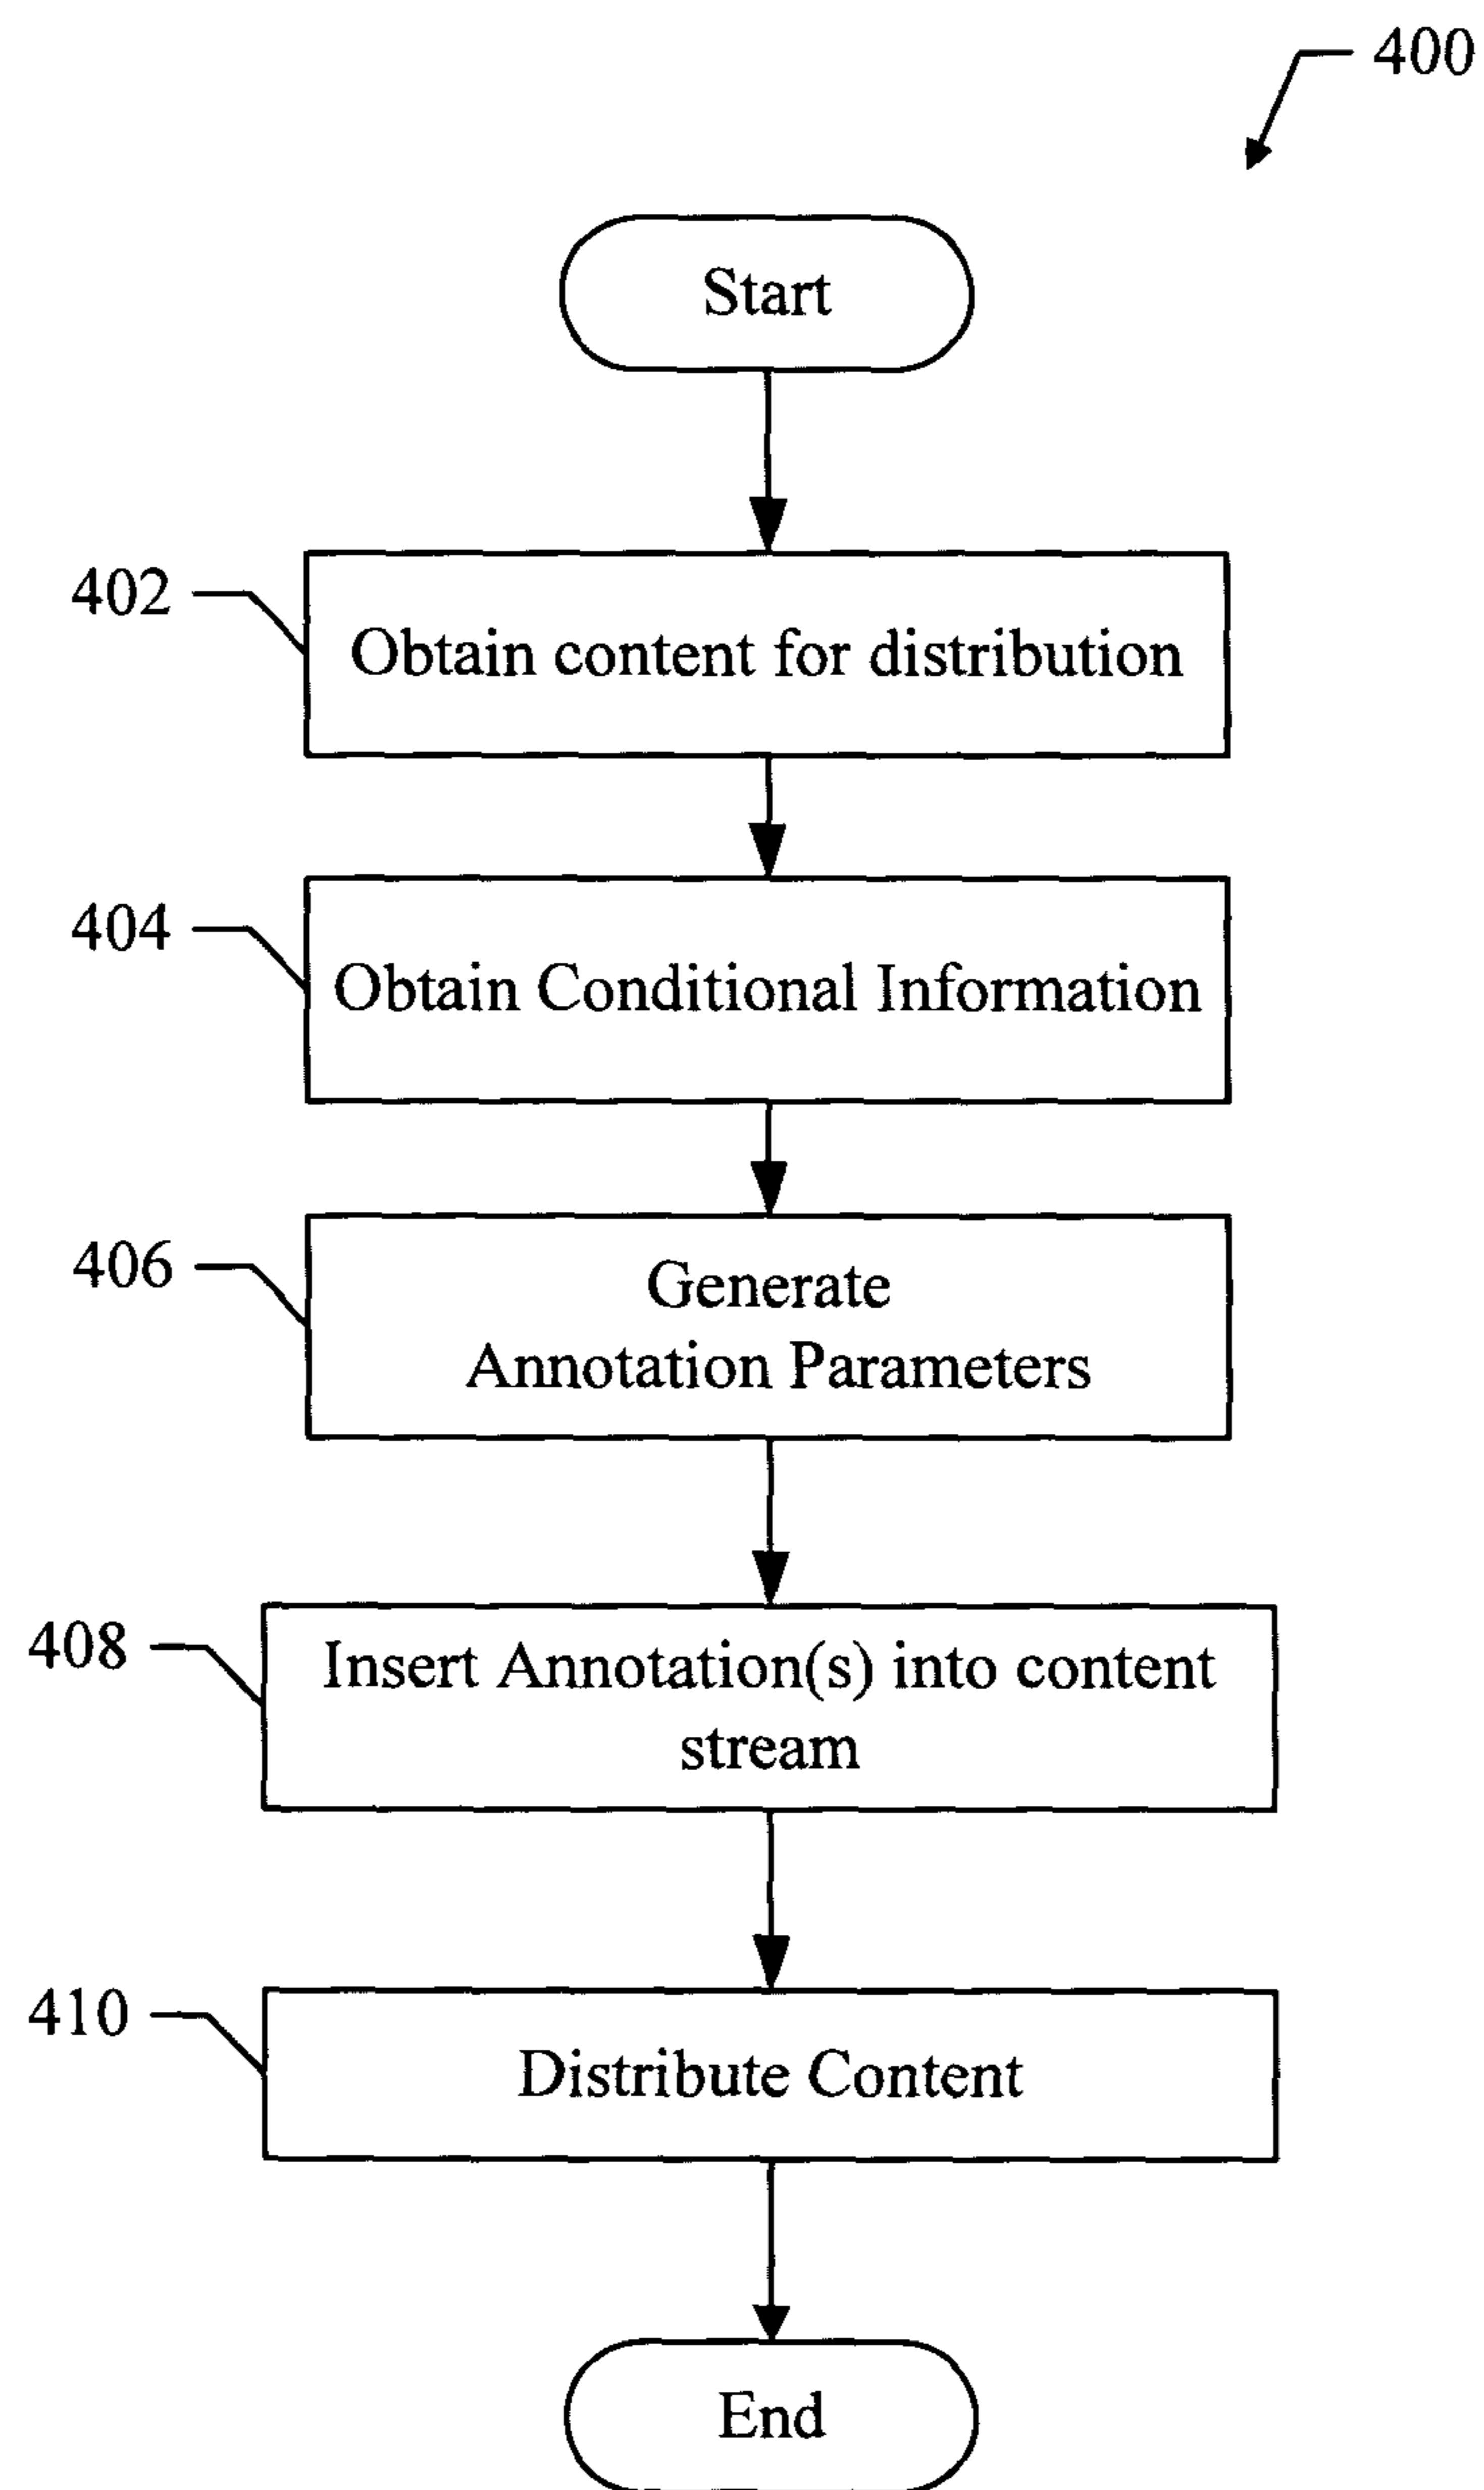 400
Start
402
Obtain content for distribution
404
Obtain Conditional Information
406
Generate
Annotation Parameters
408
Insert Annotation(s) into content
stream
410
Distribute Content
End